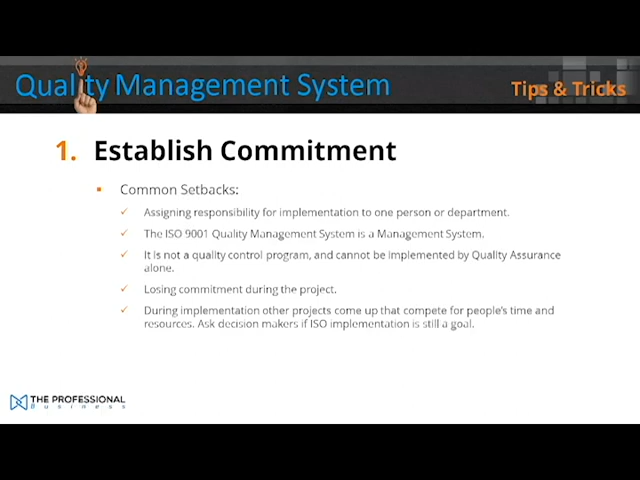 Quality Management System
Tips & Tricks
1. Establish Commitment
Common Setbacks:
Assigning responsibility for implementation to one person or department.
The ISO 9001 Quality Management System is a Management System.
It is not a quality control program, and cannot be implemented by Quality Assurance
alone.
Losing commitment during the project.
During implementation other projects come up that compete for people's time and
resources. Ask decision makers if ISO implementation is still a goal.
THE PROFESSIONAL
Business